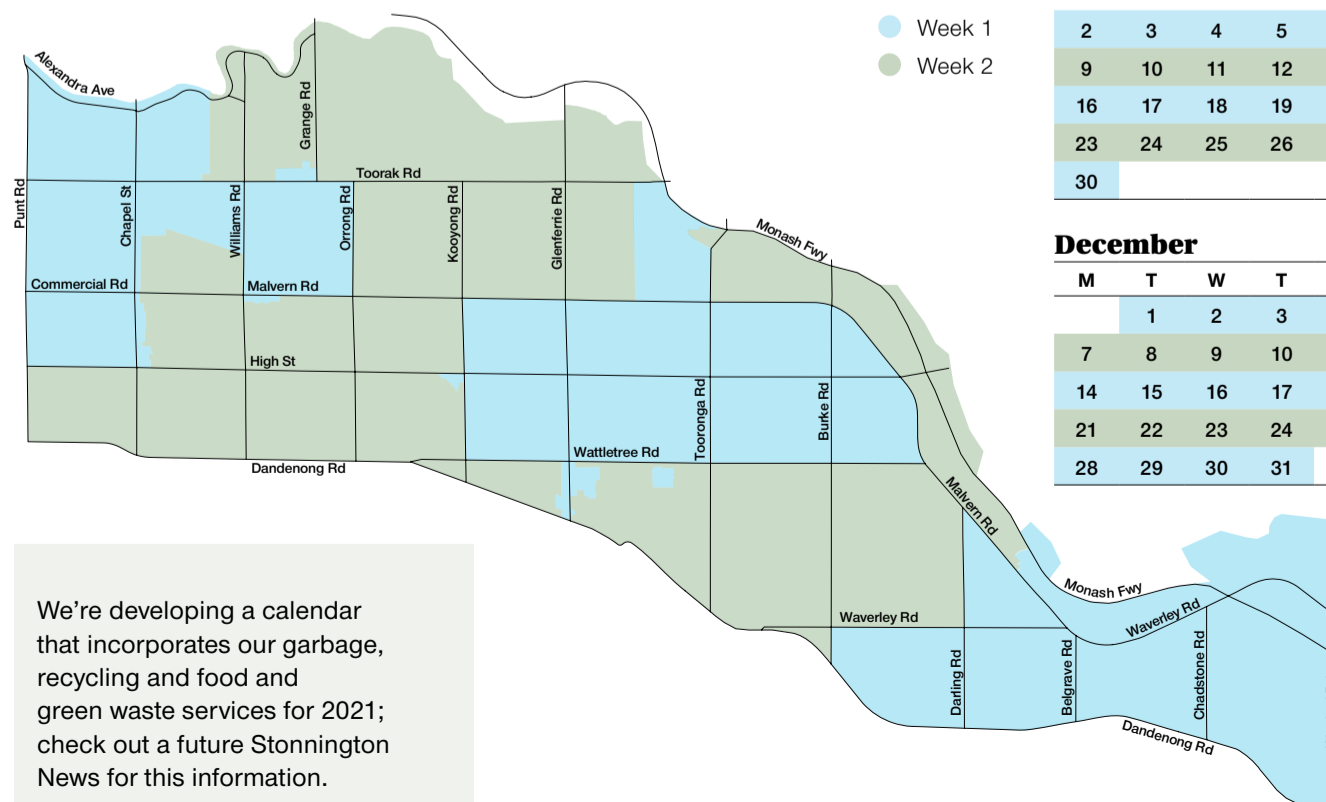 Week 1
Week 2
2 3 4 5
9 10 11 12
16 17 18 19
23 24 25 26
30
December
M T W T
1 2 3
7 8 9 10
14 15 16 17
21 22 23 24
28 29 30 31
Alexandra Ave
Punt Rd
Chapel St
Williams Rd
Grange Rd
Toorak Rd
Orrong Rd
Kooyong Rd
Glenferrie Rd
Monash Fwy
Commercial Rd
Malvern Rd
High St
Tooronga Rd
Burke Rd
Wattletree Rd
Dandenong Rd
Malvern Rd
Monash Fwy
Waverley Rd
Waverley Rd
Darling Rd
Belgrave Rd
Chadstone Rd
Dandenong Rd
We're developing a calendar
that incorporates our garbage,
recycling and food and
green waste services for 2021;
check out a future Stonnington
News for this information.